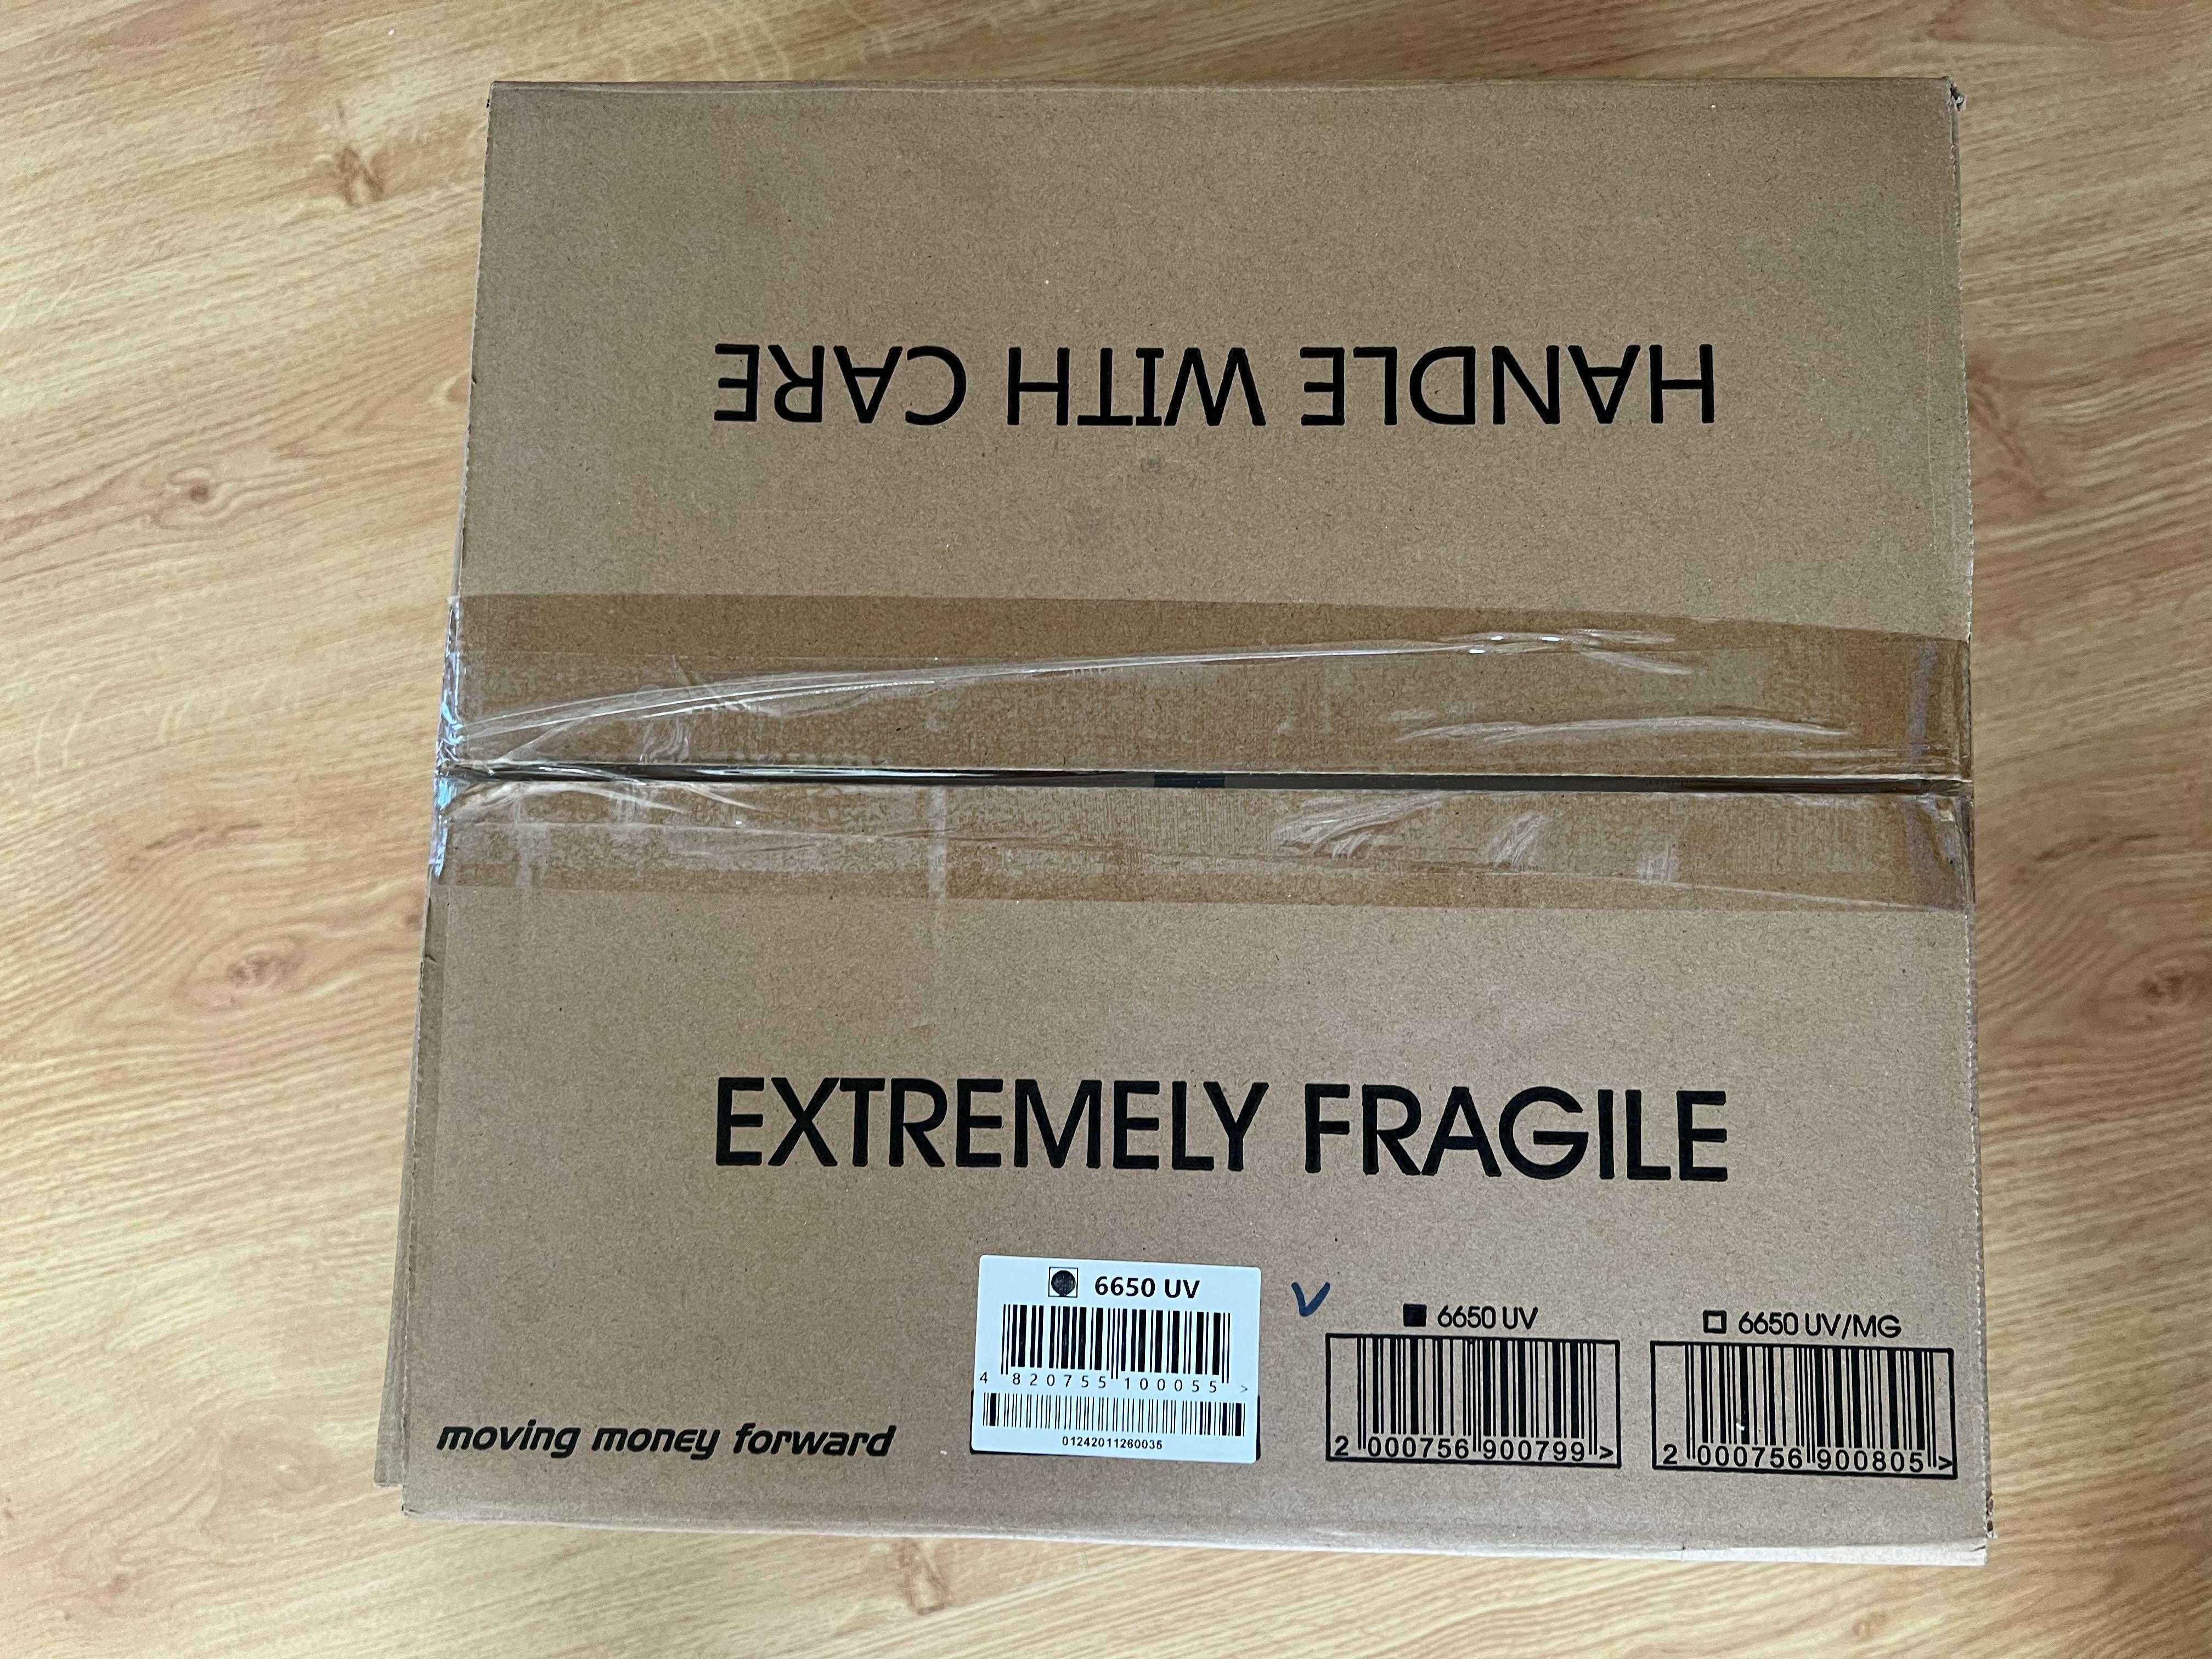 HANDLE WITH CARE
EXTREMELY FRAGILE
6650 UV
4 820755 100055 >
01242011260035
V
6650 UV
2 000756 900799 >
6650 UV/MG
2 000756 900805 >
moving money forward